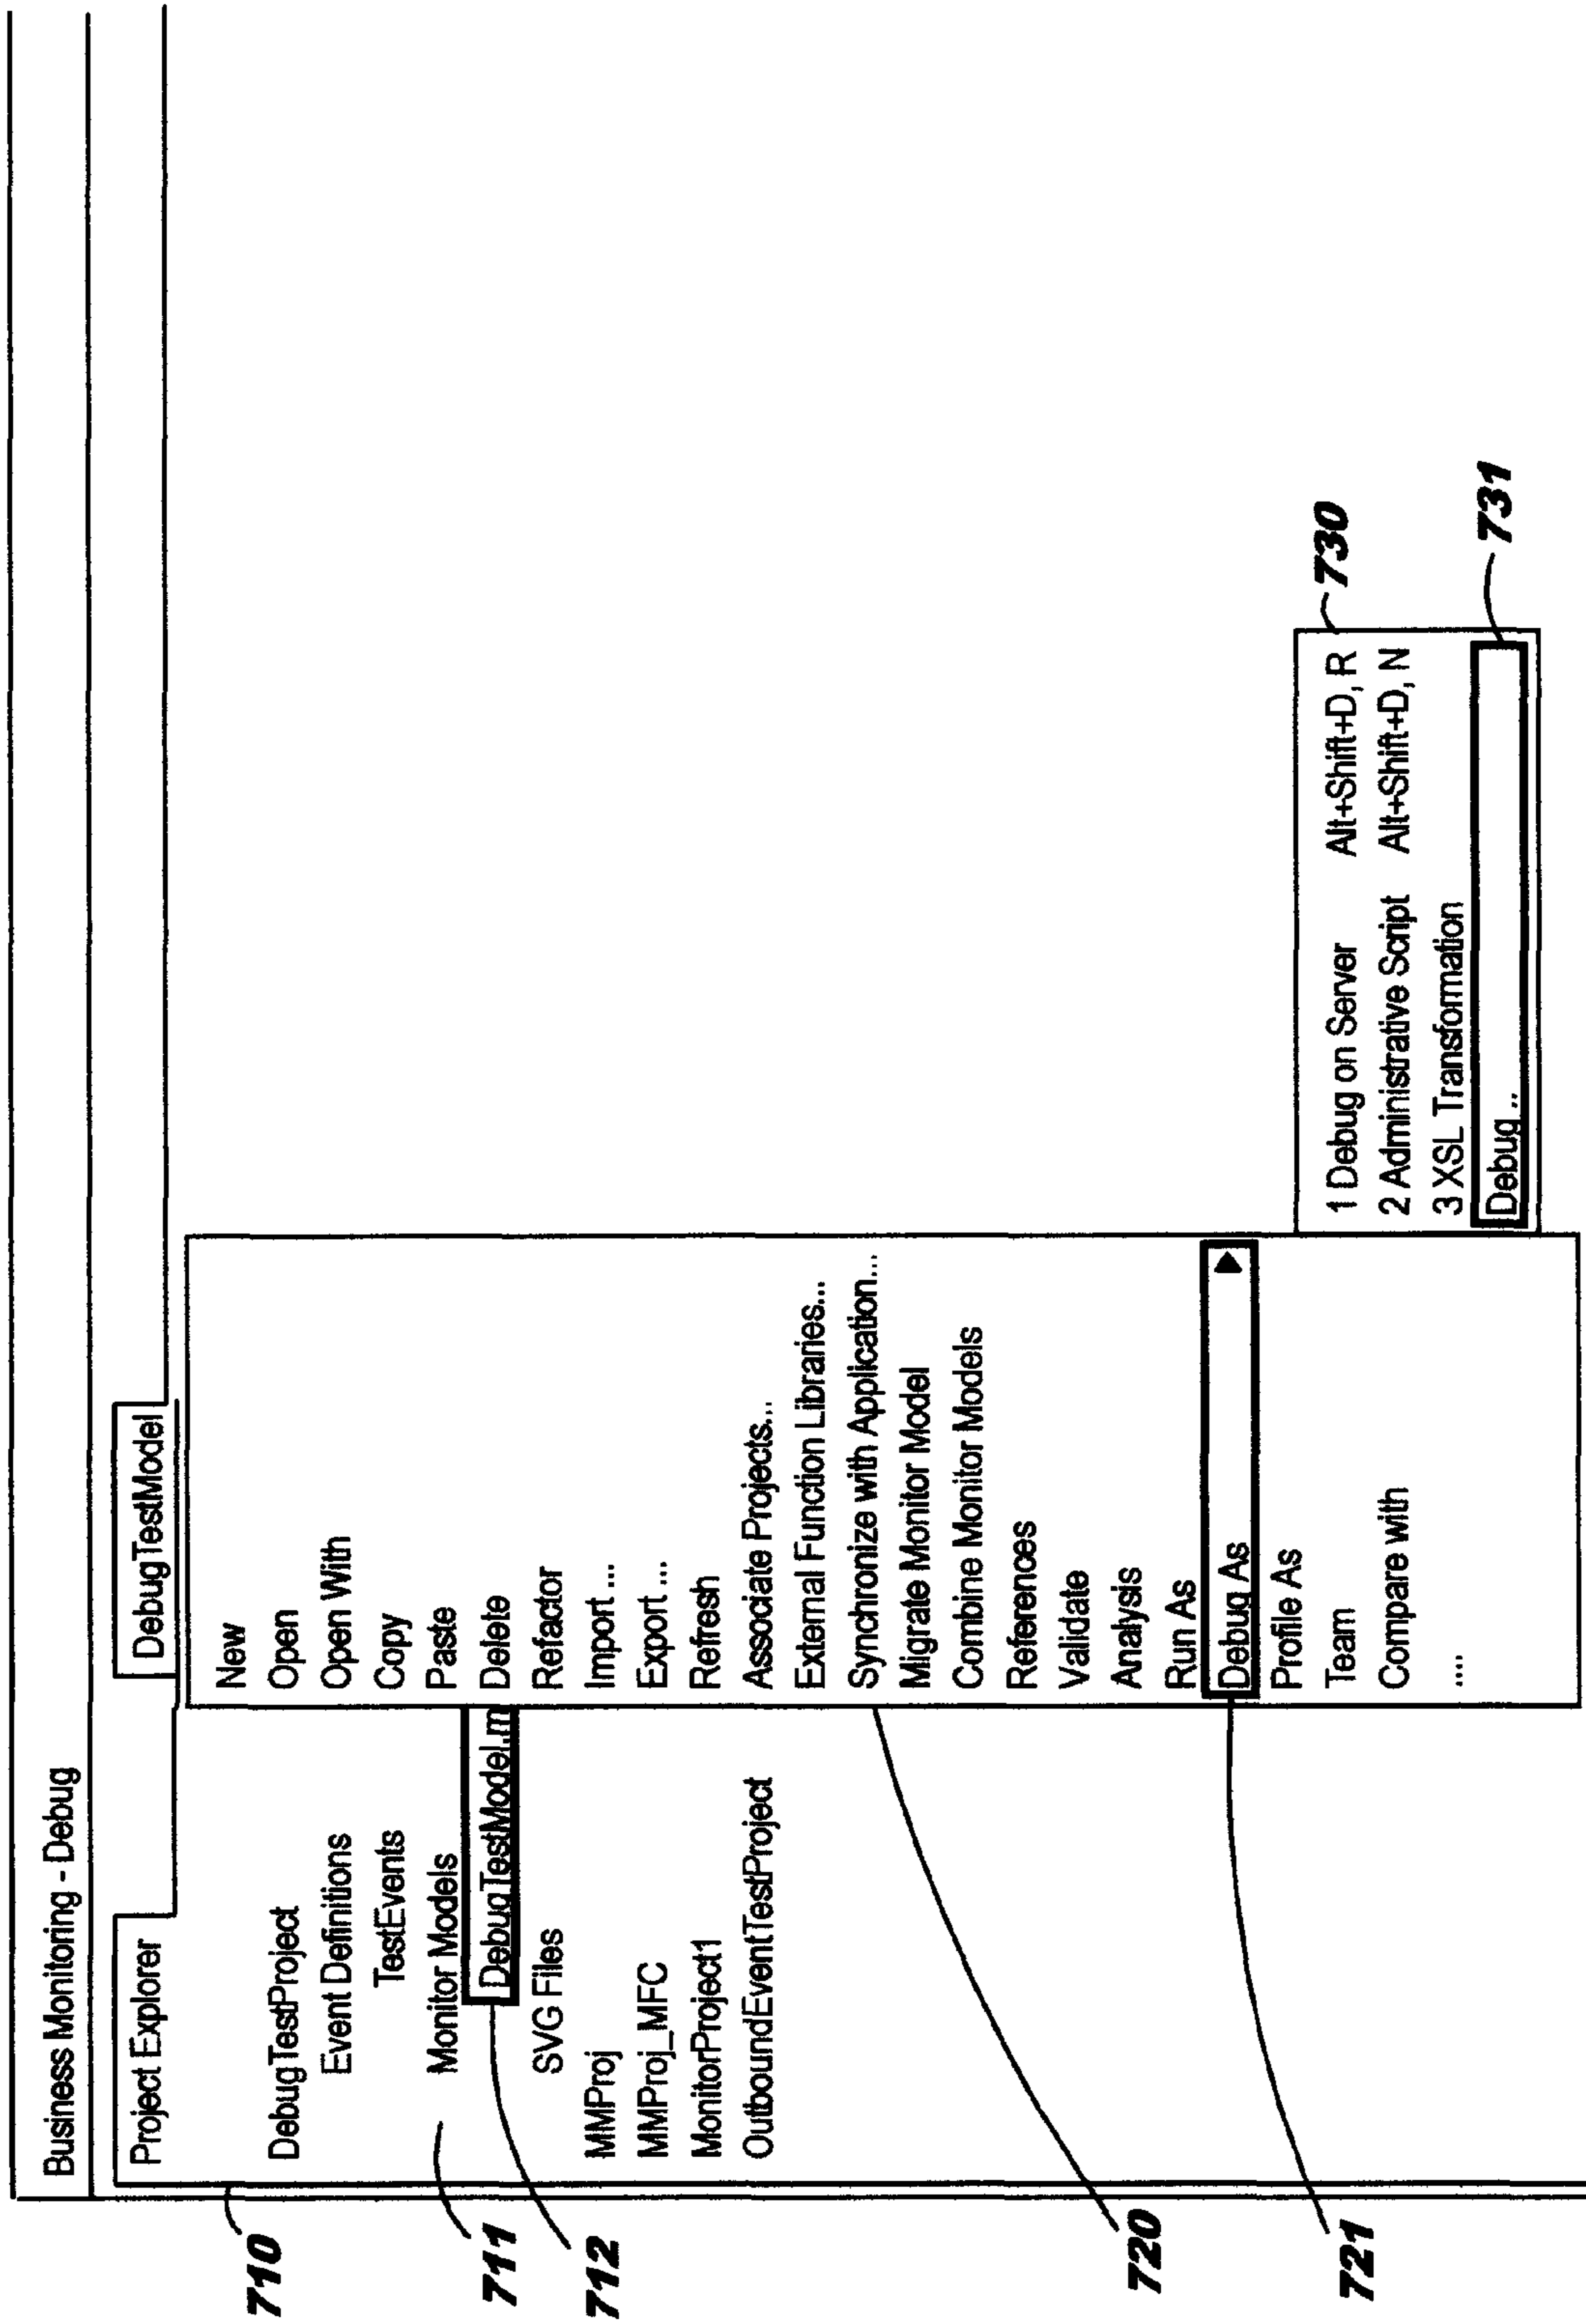 Business Monitoring - Debug
Project Explorer
DebugTestModel
DebugTestProject
Event Definitions
TestEvents
Monitor Models
DebugTestModel.m
SVG Files
MMProj
MMProj_MFC
MonitorProject1
OutboundEventTestProject
New
Open
Open With
Copy
Paste
Delete
Refactor
Import ...
Export ...
Refresh
Associate Projects...
External Function Libraries...
Synchronize with Application...
Migrate Monitor Model
Combine Monitor Models
References
Validate
Analysis
Run As
Debug As
Profile As
Team
Compare with
....
1 Debug on Server Alt+Shift+D, R
2 Administrative Script Alt+Shift+D, N
3 XSL Transformation
Debug ..
710
711
712
720
721
730
731